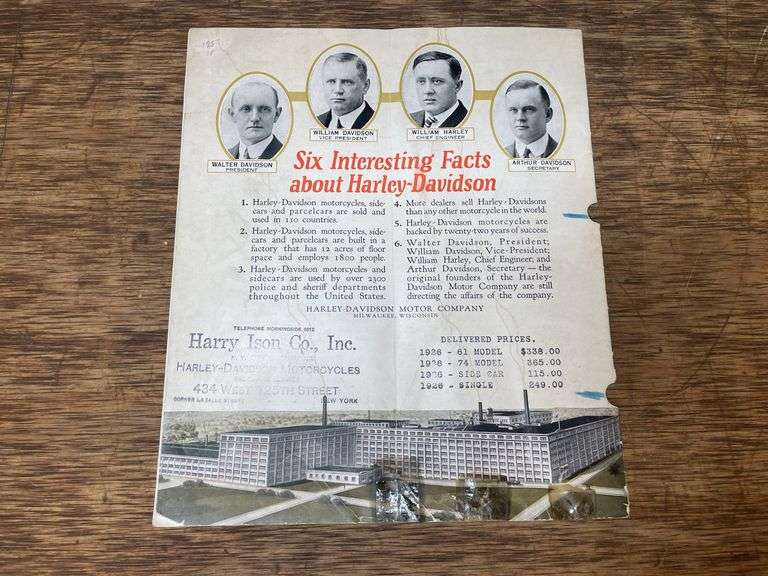 WALTER DAVIDSON
PRESIDENT
WILLIAM DAVIDSON
VICE PRESIDENT
WILLIAM HARLEY
CHIEF ENGINEER
ARTHUR DAVIDSON
SECRETARY
Six Interesting Facts
about Harley-Davidson
1. Harley-Davidson motorcycles, side-
cars and parcelcars are sold and
used in 110 countries.
2. Harley-Davidson motorcycles, side-
cars and parcelcars are built in a
factory that has 12 acres of floor
space and employs 1800 people.
3. Harley-Davidson motorcycles and
sidecars are used by over 2300
police and sheriff departments
throughout the United States.
4. More dealers sell Harley-Davidsons
than any other motorcycle in the world.
5. Harley-Davidson motorcycles are
backed by twenty-two years of success.
6. Walter Davidson, President;
William Davidson, Vice-President;
William Harley, Chief Engineer; and
Arthur Davidson, Secretary — the
original founders of the Harley-
Davidson Motor Company are still
directing the affairs of the company.
HARLEY-DAVIDSON MOTOR COMPANY
MILWAUKEE, WISCONSIN
TELEPHONE MORNINGSIDE
Harry Ison Co., Inc.
HARLEY-DAVIDSON MOTORCYCLES
434 WEST 125TH STREET
NEW YORK
DELIVERED PRICES.
1926 - 61 MODEL - $338.00
1926 - 74 MODEL - 365.00
1926 - SIDE CAR 115.00
1926 - SINGLE 249.00